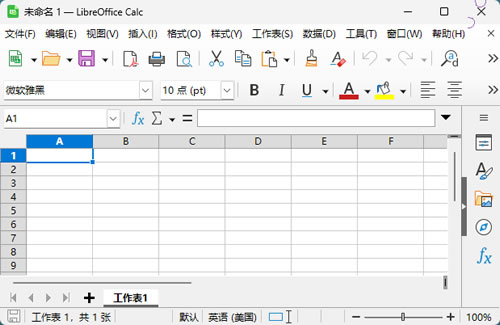 未命名 1 — LibreOffice Calc
文件(F) 编辑(E) 视图(V) 插入(I) 格式(O) 样式(Y) 工作表(S) 数据(D) 工具(T) 窗口(W) 帮助(H)
微软雅黑 10 点 (pt) B I U A
A1 fx Σ =
A B C D E F
1
2
3
4
5
6
7
8
9
工作表1
工作表 1，共 1 张 默认 英语 (美国) 100%